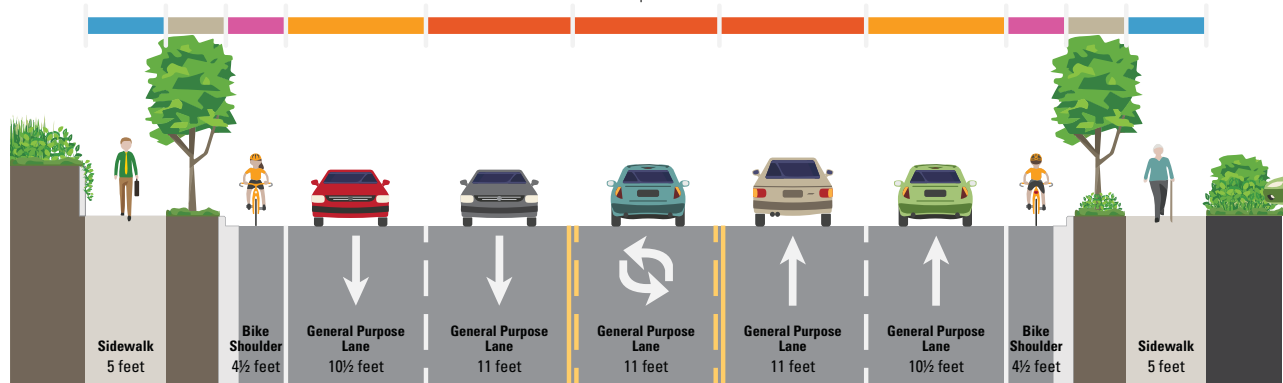 Sidewalk
5 feet
Bike
Shoulder
4½ feet
General Purpose
Lane
10½ feet
General Purpose
Lane
11 feet
General Purpose
Lane
11 feet
General Purpose
Lane
11 feet
General Purpose
Lane
10½ feet
Bike
Shoulder
4½ feet
Sidewalk
5 feet